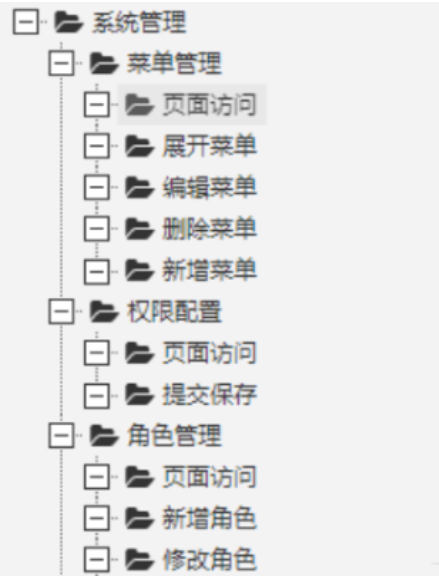 系统管理
菜单管理
页面访问
展开菜单
编辑菜单
删除菜单
新增菜单
权限配置
页面访问
提交保存
角色管理
页面访问
新增角色
修改角色